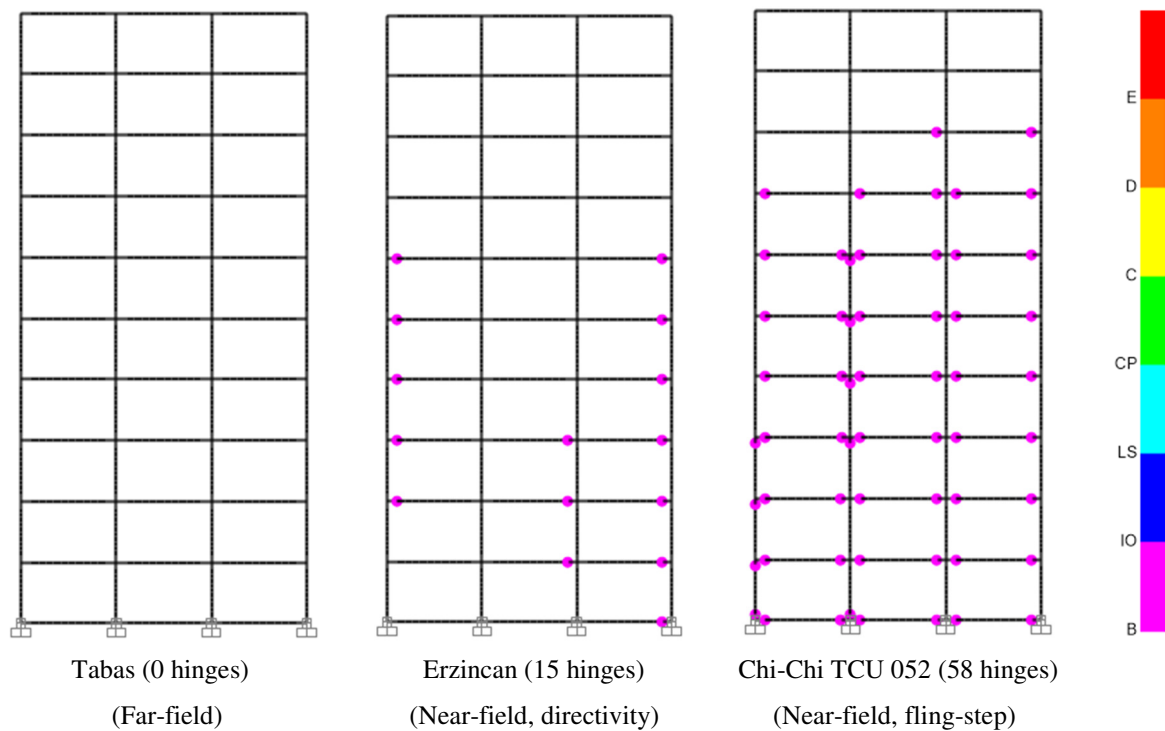 E
D
C
CP
LS
IO
B
Tabas (0 hinges)
(Far-field)
Erzincan (15 hinges)
(Near-field, directivity)
Chi-Chi TCU 052 (58 hinges)
(Near-field, fling-step)